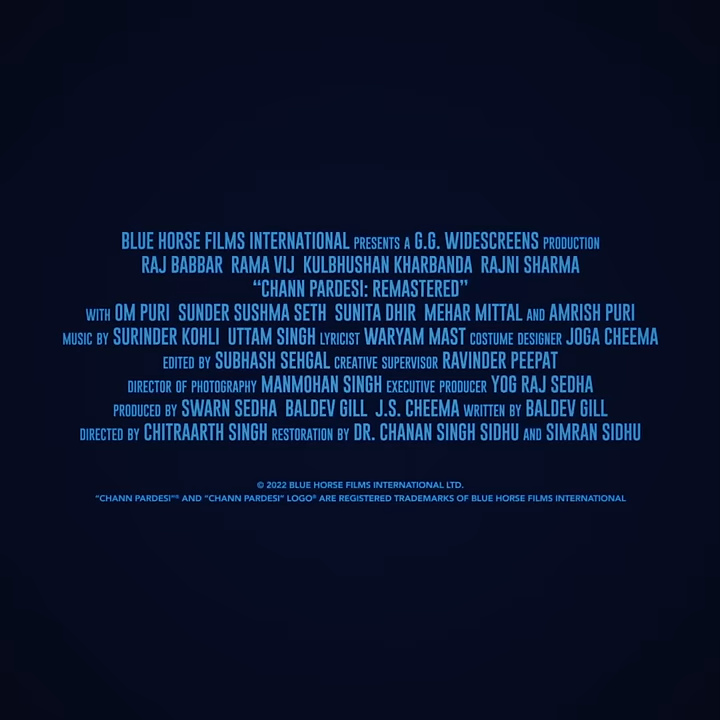 BLUE HORSE FILMS INTERNATIONAL PRESENTS A G.G. WIDESCREENS PRODUCTION
RAJ BABBAR RAMA VIJ KULBHUSHAN KHARBANDA RAJNI SHARMA
“CHANN PARDESI: REMASTERED”
WITH OM PURI SUNDER SUSHMA SETH SUNITA DHIR MEHAR MITTAL AND AMRISH PURI
MUSIC BY SURINDER KOHLI UTTAM SINGH LYRICIST WARYAM MAST COSTUME DESIGNER JOGA CHEEMA
EDITED BY SUBHASH SEHGAL CREATIVE SUPERVISOR RAVINDER PEEPAT
DIRECTOR OF PHOTOGRAPHY MANMOHAN SINGH EXECUTIVE PRODUCER YOG RAJ SEDHA
PRODUCED BY SWARN SEDHA BALDEV GILL J.S. CHEEMA WRITTEN BY BALDEV GILL
DIRECTED BY CHITRAARTH SINGH RESTORATION BY DR. CHANAN SINGH SIDHU AND SIMRAN SIDHU
© 2022 BLUE HORSE FILMS INTERNATIONAL LTD.
“CHANN PARDESI”® AND “CHANN PARDESI” LOGO® ARE REGISTERED TRADEMARKS OF BLUE HORSE FILMS INTERNATIONAL